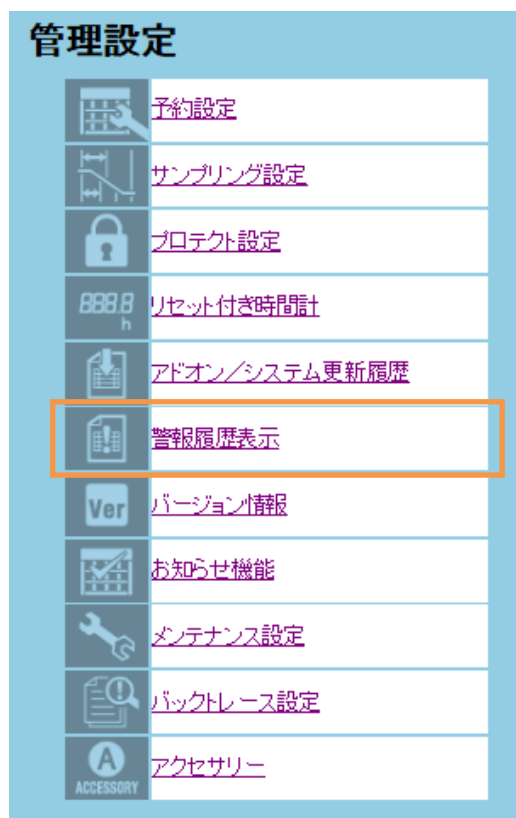 管理設定
予約設定
サンプリング設定
プロテクト設定
888.8 h
リセット付き時間計
アドオン／システム更新履歴
警報履歴表示
Ver
バージョン情報
お知らせ機能
メンテナンス設定
バックトレース設定
A
ACCESSORY
アクセサリー